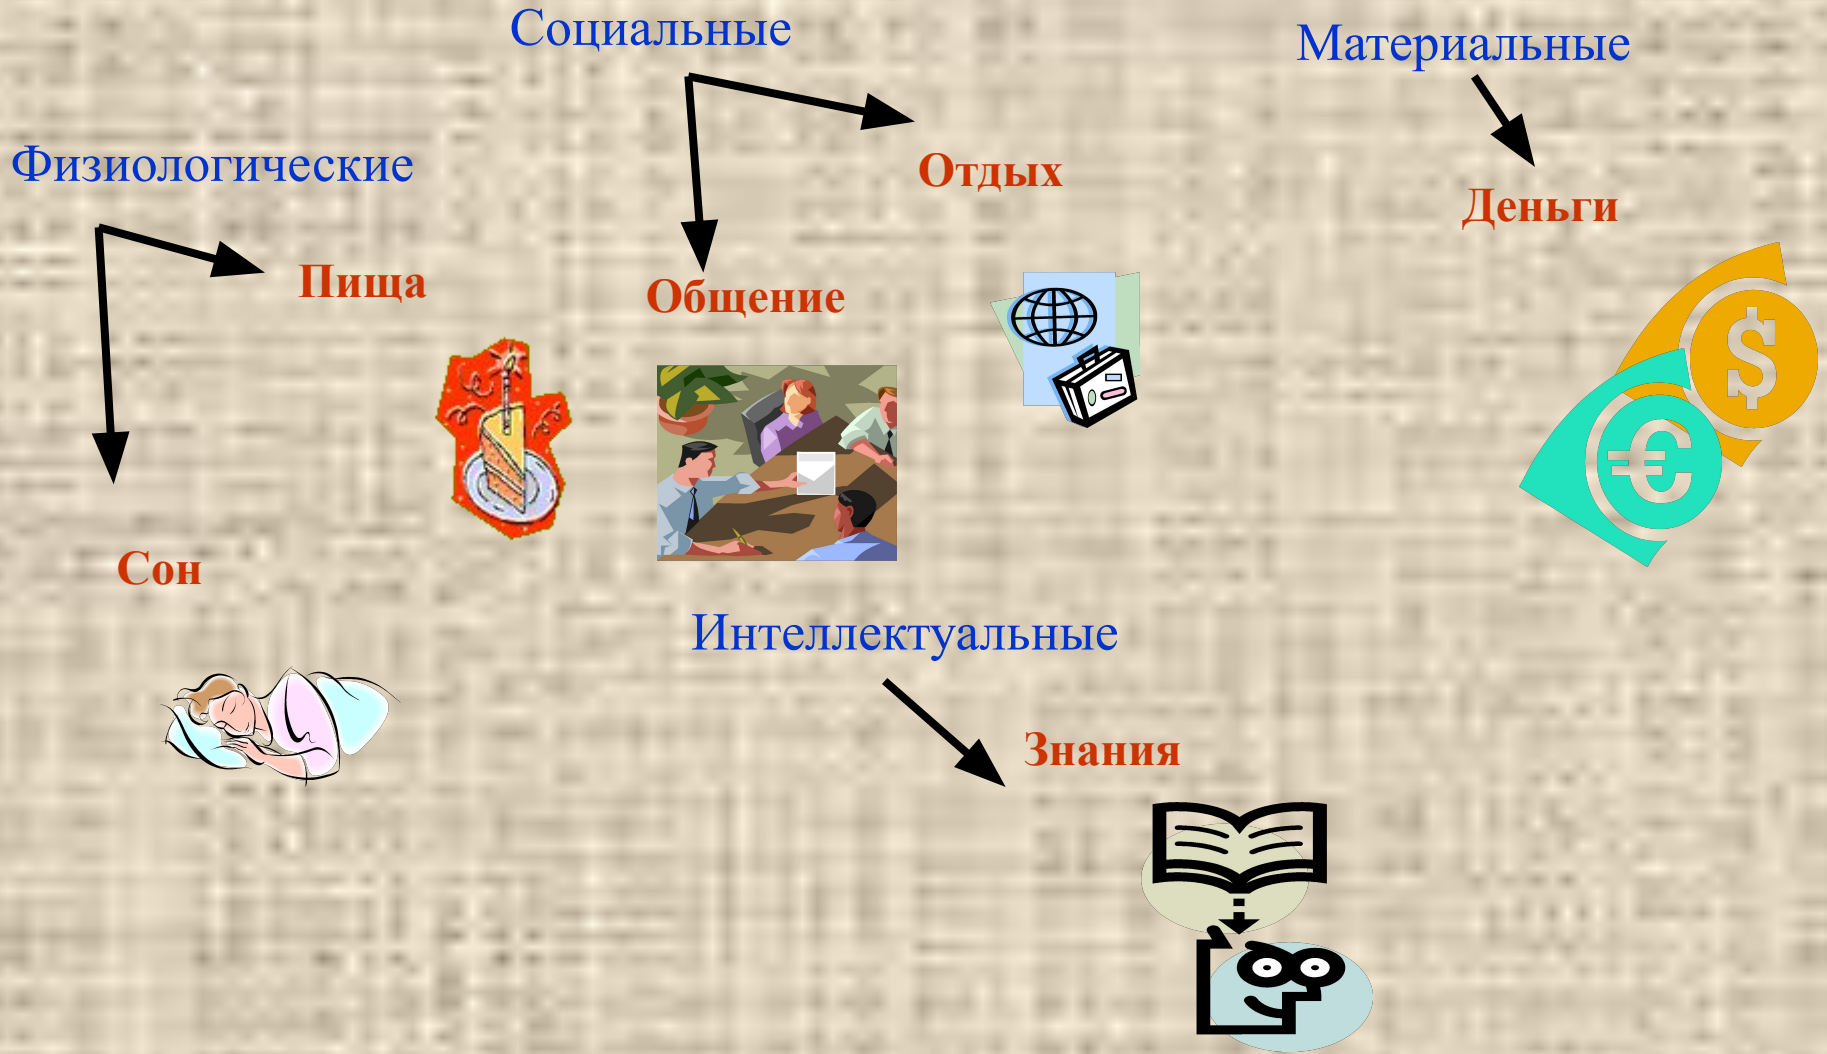 Социальные
Материальные
Физиологические
Отдых
Деньги
Пища
Общение
Сон
Интеллектуальные
Знания